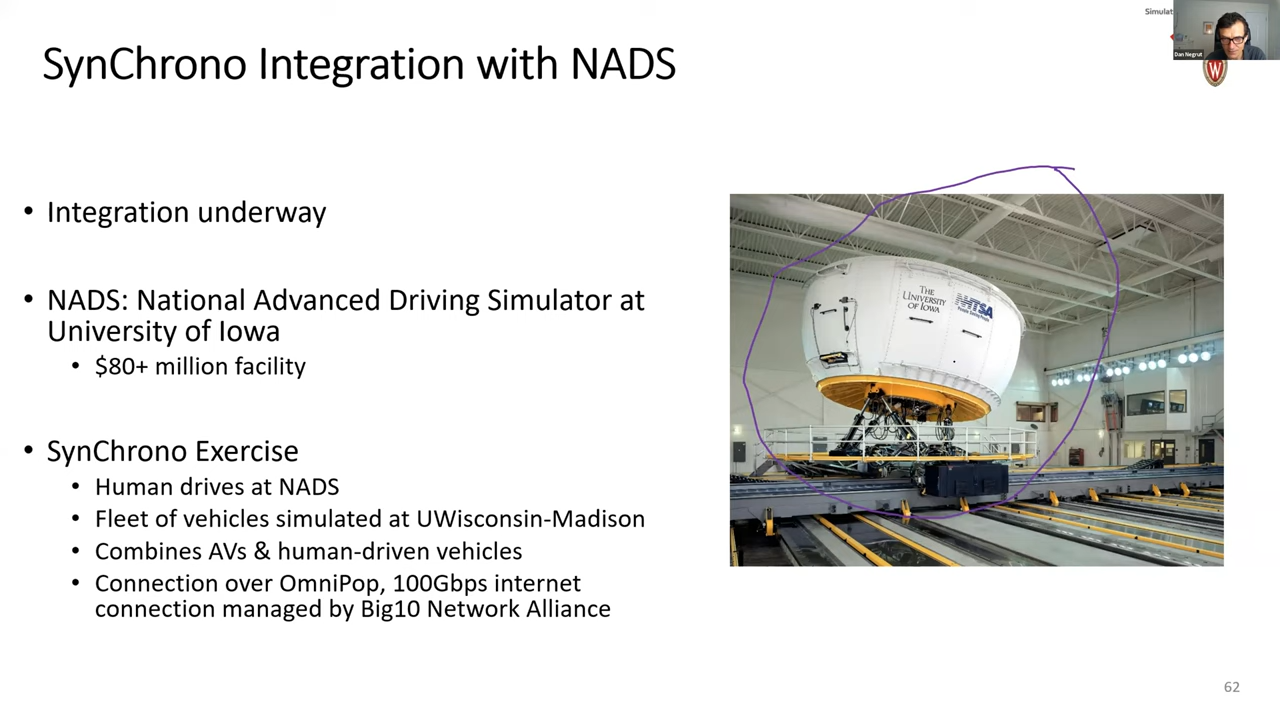 Simulat
Dan Negrut
W
SynChrono Integration with NADS
• Integration underway
• NADS: National Advanced Driving Simulator at
University of Iowa
• $80+ million facility
• SynChrono Exercise
• Human drives at NADS
• Fleet of vehicles simulated at UWisconsin-Madison
• Combines AVs & human-driven vehicles
• Connection over OmniPop, 100Gbps internet
connection managed by Big10 Network Alliance
THE
UNIVERSITY
OF IOWA
NHTSA
62